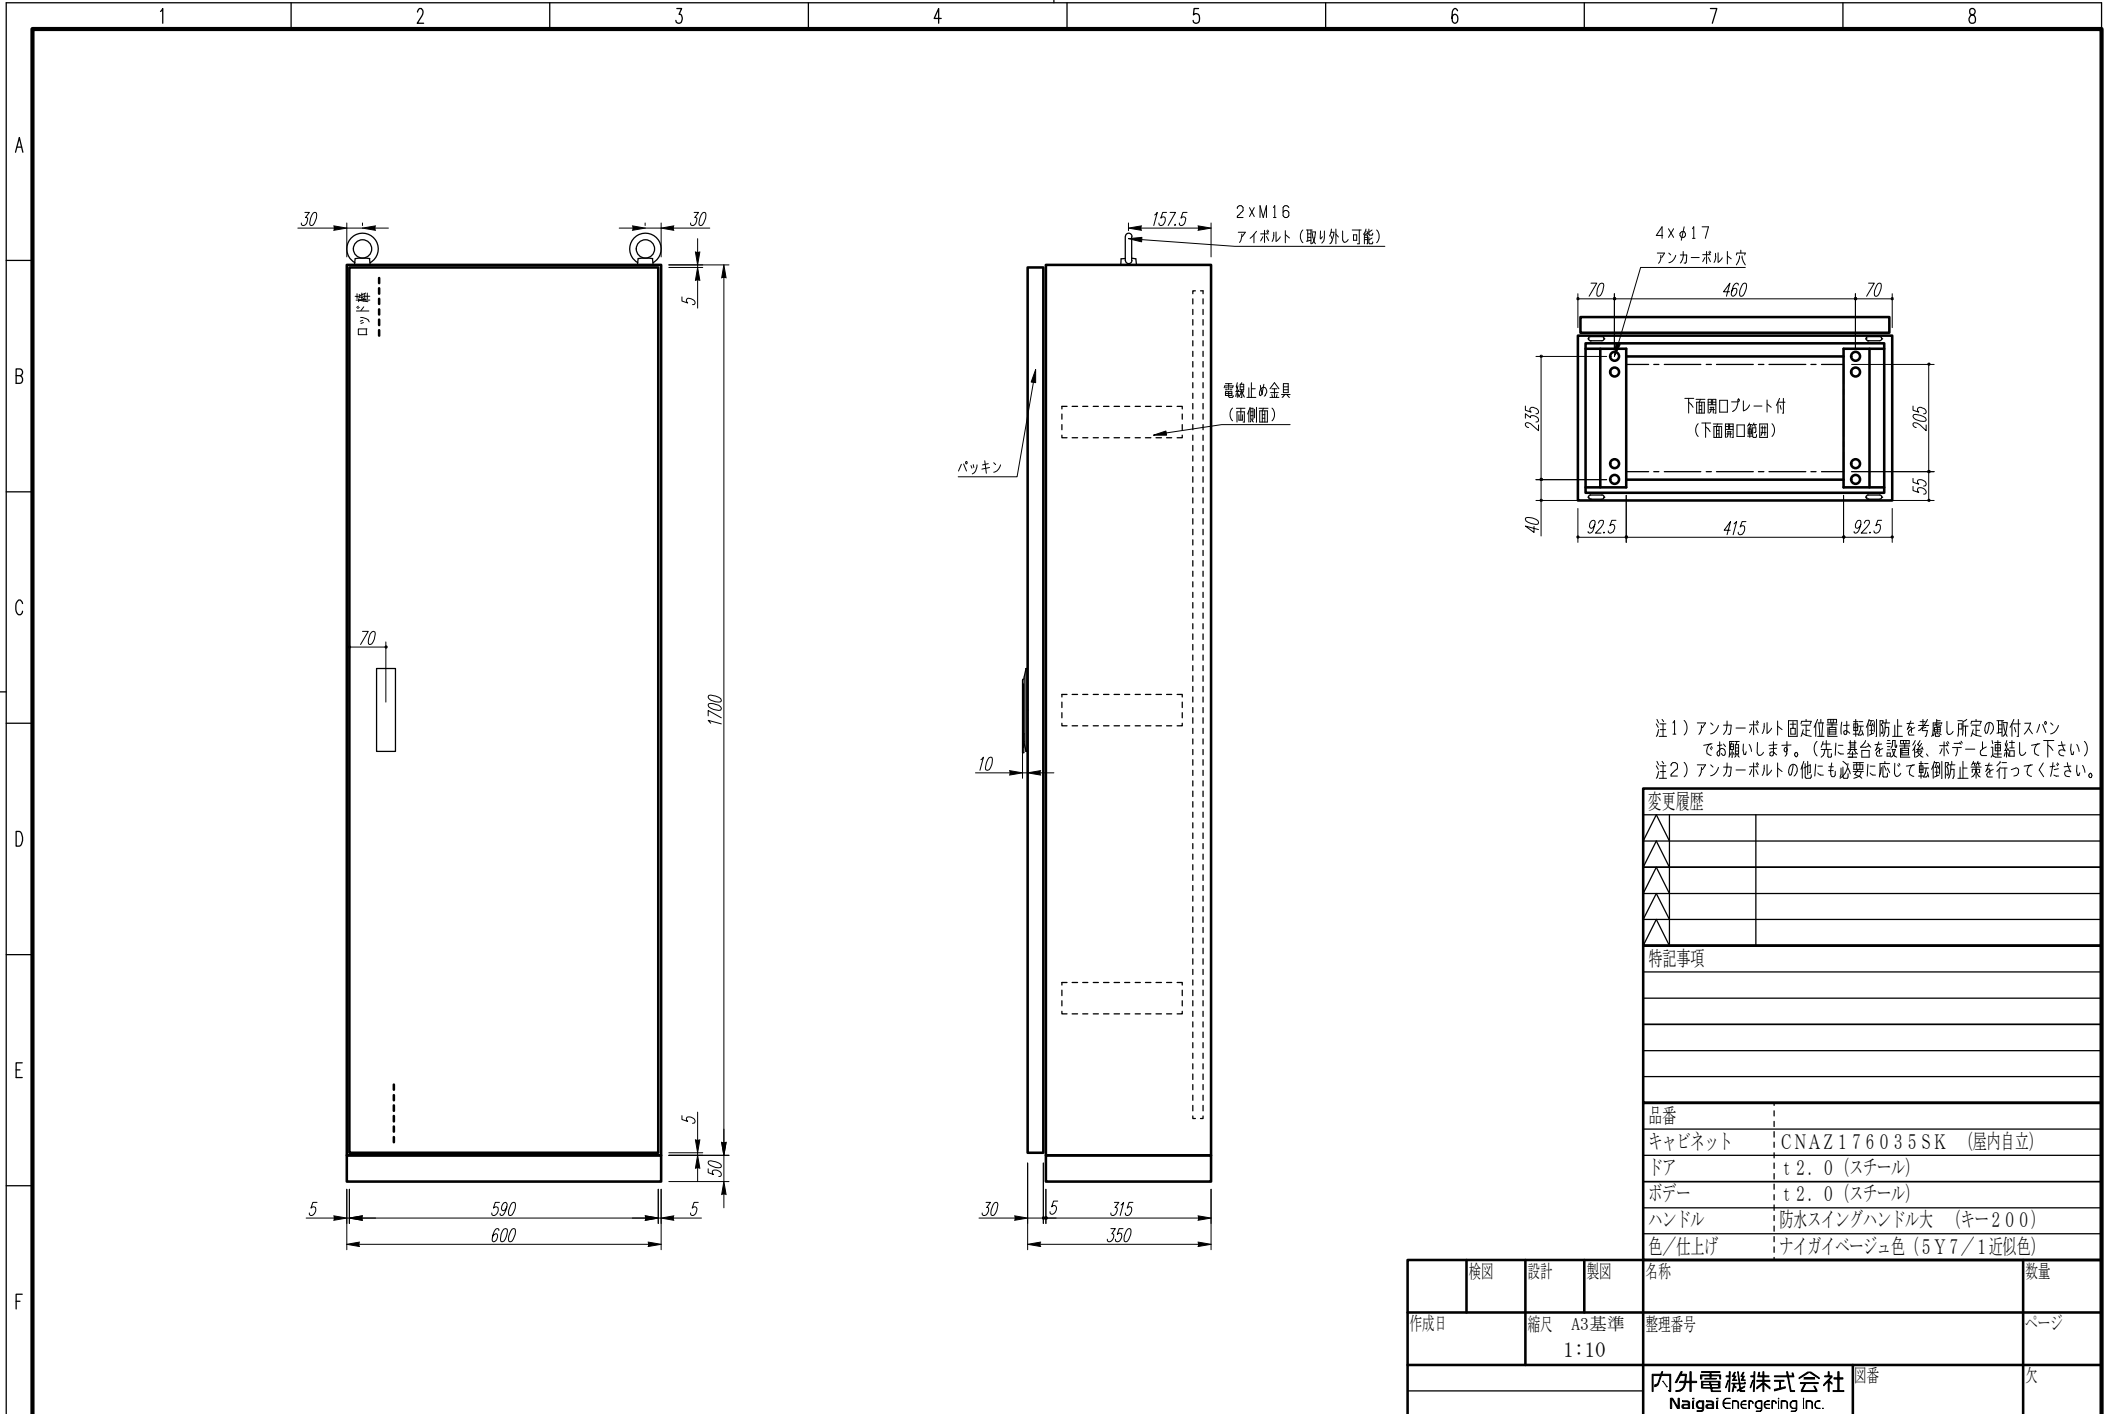 1 2 3 4 5 6 7 8
A
B
C
D
E
F
30
30
5
ロッド棒
70
1700
5
50
5
590
5
600
157.5
2×M16
アイボルト（取り外し可能）
電線止め金具
（両側面）
パッキン
10
30
5
315
350
4×φ17
アンカーボルト穴
70
460
70
235
下面開口プレート付
（下面開口範囲）
205
55
40
92.5
415
92.5
注1）アンカーボルト固定位置は転倒防止を考慮し所定の取付スパン
でお願いします。（先に基台を設置後、ボデーと連結して下さい）
注2）アンカーボルトの他にも必要に応じて転倒防止策を行ってください。
変更履歴
特記事項
品番
キャビネット CNAZ176035SK （屋内自立）
ドア t2.0（スチール）
ボデー t2.0（スチール）
ハンドル 防水スイングハンドル大 （キー200）
色／仕上げ ナイガイベージュ色（5Y7／1近似色）
検図 設計 製図 名称 数量
作成日 縮尺 A3基準 整理番号 ページ
1:10
内外電機株式会社 図番 欠
Naigai Energering Inc.